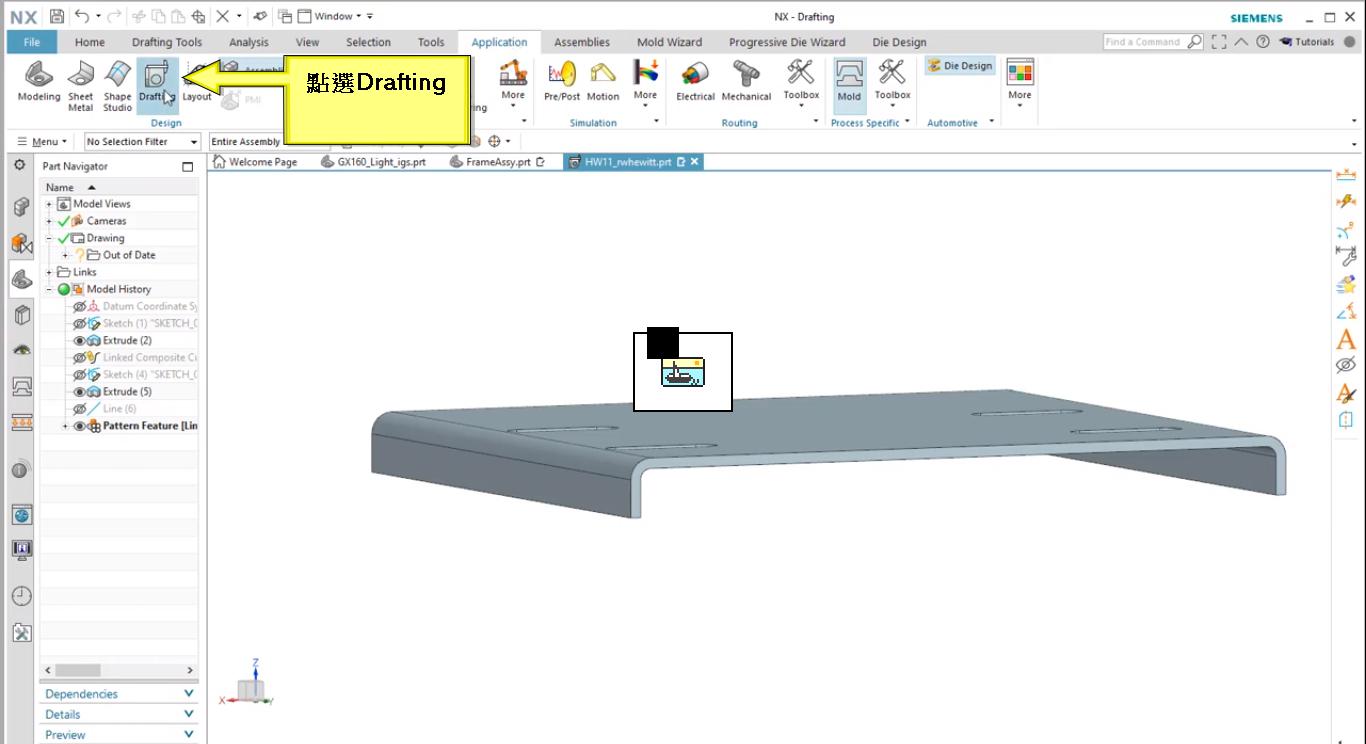 NX
Window
NX - Drafting
SIEMENS
File
Home
Drafting Tools
Analysis
View
Selection
Tools
Application
Assemblies
Mold Wizard
Progressive Die Wizard
Die Design
Find a Command
Tutorials
Modeling
Sheet
Metal
Shape
Studio
Drafting
Layout
PMI
點選Drafting
More
Pre/Post
Motion
More
Electrical
Mechanical
Toolbox
Mold
Toolbox
Die Design
More
Design
Simulation
Routing
Process Specific
Automotive
Menu
No Selection Filter
Entire Assembly
Part Navigator
Welcome Page
GX160_Light_igs.prt
FrameAssy.prt
HW11_rwhewitt.prt
Name
Model Views
Cameras
Drawing
Out of Date
Links
Model History
Datum Coordinate Sy
Sketch (1) "SKETCH_0
Extrude (2)
Linked Composite Cu
Sketch (4) "SKETCH_0
Extrude (5)
Line (6)
Pattern Feature [Lin
Z
X
Y
Dependencies
Details
Preview